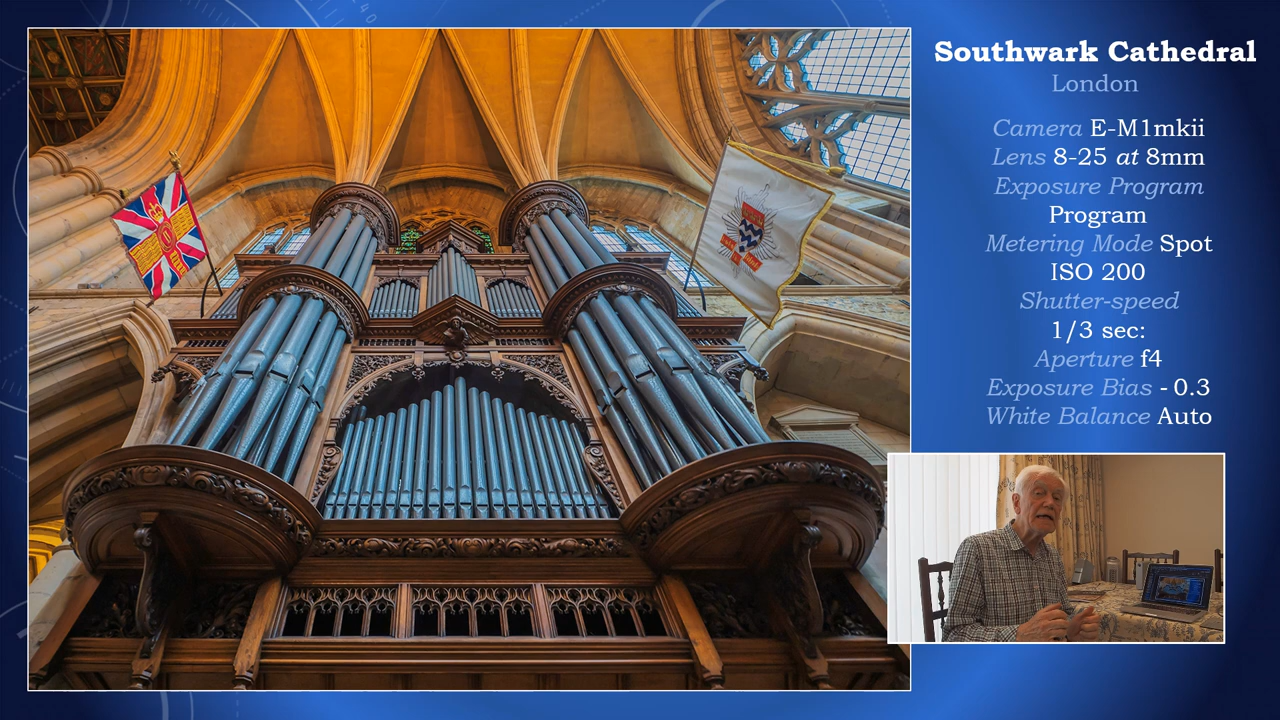 Southwark Cathedral
London
Camera E-M1mkii
Lens 8-25 at 8mm
Exposure Program
Program
Metering Mode Spot
ISO 200
Shutter-speed
1/3 sec:
Aperture f4
Exposure Bias - 0.3
White Balance Auto